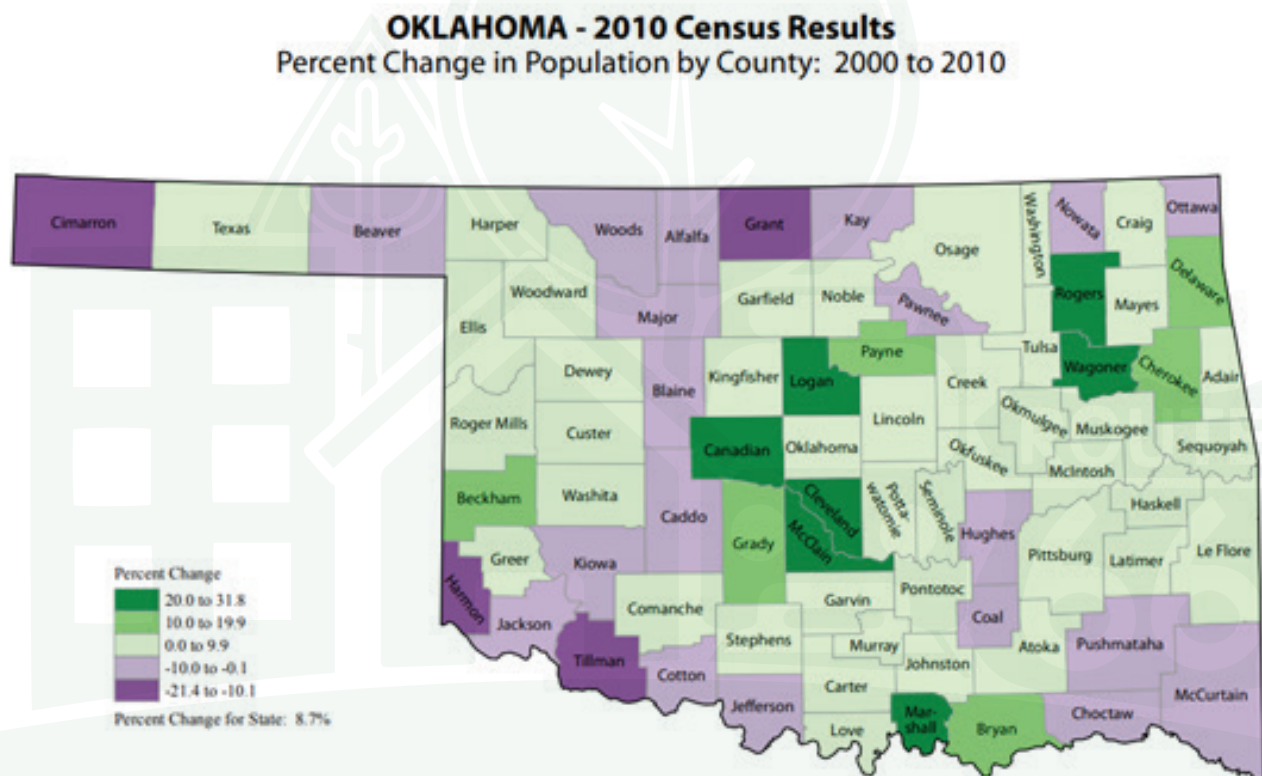 OKLAHOMA - 2010 Census Results
Percent Change in Population by County: 2000 to 2010
Cimarron
Texas
Beaver
Harper
Woods
Alfalfa
Grant
Kay
Osage
Washington
Nowata
Craig
Ottawa
Ellis
Woodward
Major
Garfield
Noble
Pawnee
Rogers
Mayes
Delaware
Dewey
Blaine
Kingfisher
Logan
Payne
Creek
Tulsa
Wagoner
Cherokee
Adair
Roger Mills
Custer
Canadian
Oklahoma
Lincoln
Okfuskee
Okmulgee
Muskogee
Sequoyah
Beckham
Washita
Caddo
Grady
Cleveland
McClain
Potta-
watomie
Seminole
Hughes
McIntosh
Haskell
Pittsburg
Latimer
Le Flore
Greer
Kiowa
Harmon
Jackson
Comanche
Tillman
Cotton
Stephens
Garvin
Pontotoc
Coal
Murray
Johnston
Atoka
Pushmataha
McCurtain
Jefferson
Carter
Love
Mar-
shall
Bryan
Choctaw
Percent Change
20.0 to 31.8
10.0 to 19.9
0.0 to 9.9
-10.0 to -0.1
-21.4 to -10.1
Percent Change for State: 8.7%
ROUTE
66